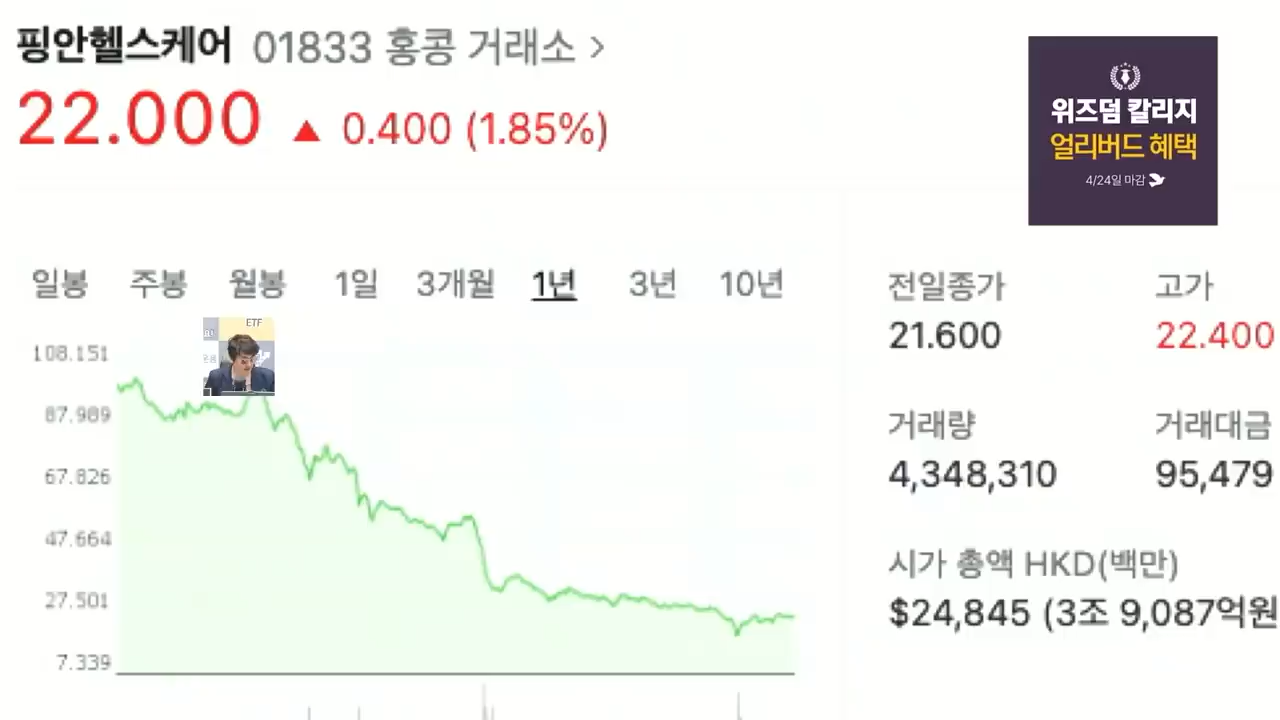 핑안헬스케어 01833 홍콩 거래소 >
22.000 ▲ 0.400 (1.85%)
위즈덤 칼리지
얼리버드 혜택
4/24일 마감
일봉 주봉 월봉 1일 3개월 1년 3년 10년
ETF
108.151
87.989
67.826
47.664
27.501
7.339
전일종가 고가
21.600 22.400
거래량 거래대금
4,348,310 95,479
시가 총액 HKD(백만)
$24,845 (3조 9,087억원